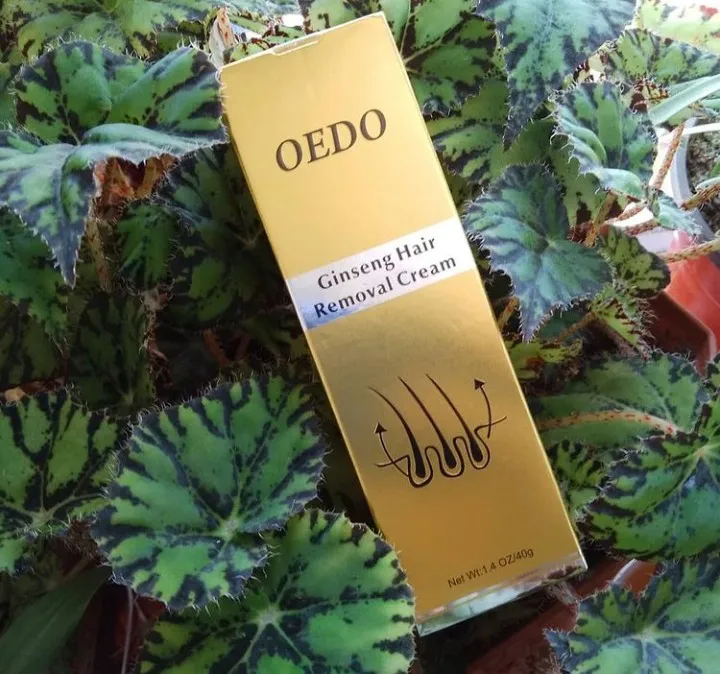 OEDO
Ginseng Hair
Removal Cream
Net Wt:1.4 OZ/40g